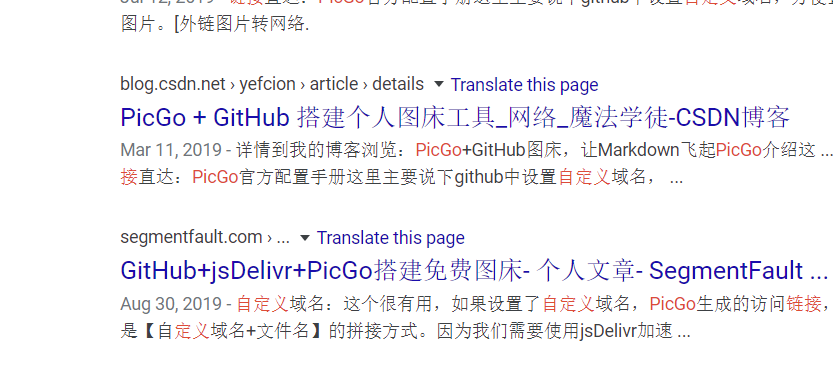 图片。[外链图片转网络.
blog.csdn.net › yefcion › article › details ▼ Translate this page
PicGo + GitHub 搭建个人图床工具_网络_魔法学徒-CSDN博客
Mar 11, 2019 - 详情到我的博客浏览：PicGo+GitHub图床，让Markdown飞起PicGo介绍这 ...
接直达：PicGo官方配置手册这里主要说下github中设置自定义域名， ...
segmentfault.com › ... ▼ Translate this page
GitHub+jsDelivr+PicGo搭建免费图床- 个人文章- SegmentFault ...
Aug 30, 2019 - 自定义域名：这个很有用，如果设置了自定义域名，PicGo生成的访问链接，
是【自定义域名+文件名】的拼接方式。因为我们需要使用jsDelivr加速 ...